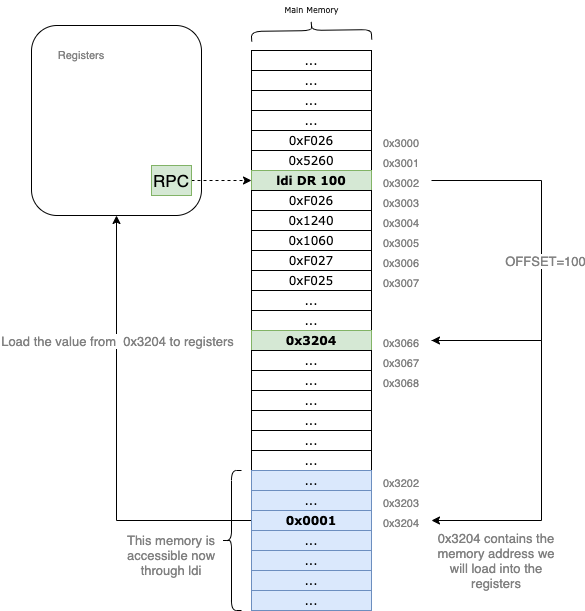 Main Memory
Registers
...
...
...
...
0xF026 0x3000
0x5260 0x3001
RPC ldi DR 100 0x3002
0xF026 0x3003
0x1240 0x3004
0x1060 0x3005
0xF027 0x3006
OFFSET=100
0xF025 0x3007
...
...
Load the value from 0x3204 to registers
0x3204 0x3066
... 0x3067
... 0x3068
...
...
...
...
... 0x3202
... 0x3203
0x0001 0x3204
...
...
...
...
This memory is
accessible now
through ldi
0x3204 contains the
memory address we
will load into the
registers